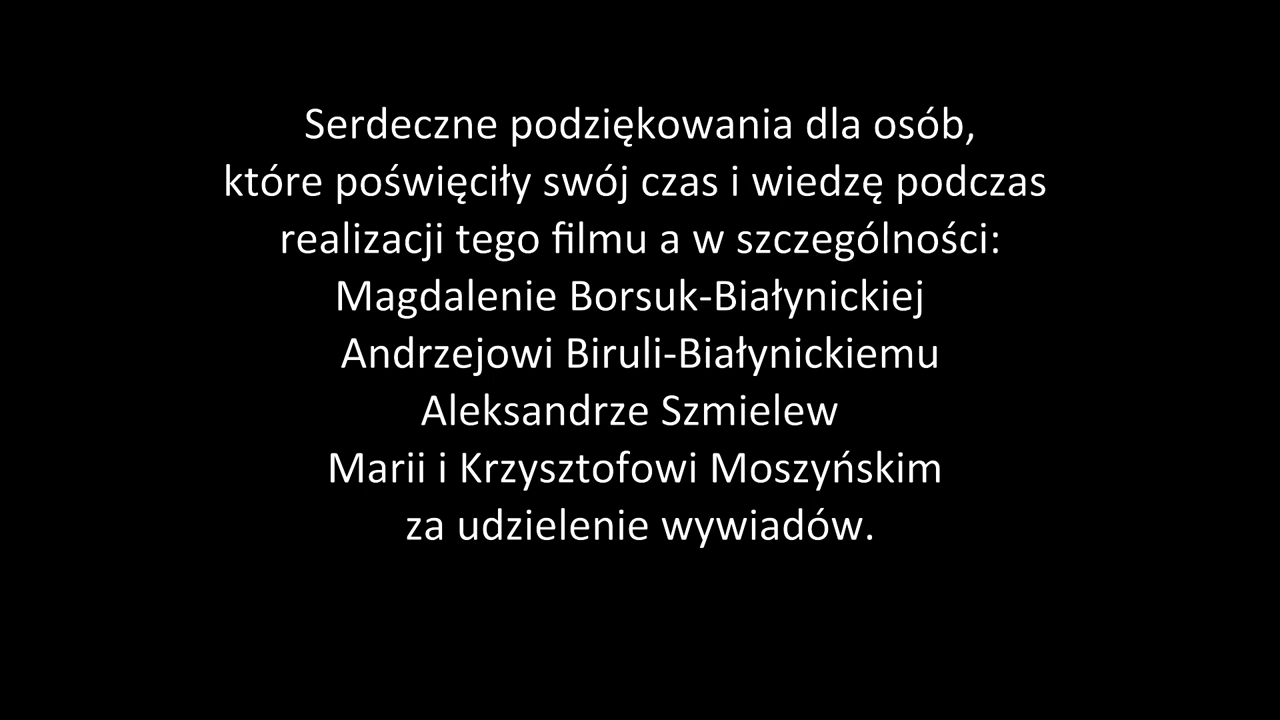 Serdeczne podziękowania dla osób,
które poświęciły swój czas i wiedzę podczas
realizacji tego filmu a w szczególności:
Magdalenie Borsuk-Białynickiej
Andrzejowi Biruli-Białynickiemu
Aleksandrze Szmielew
Marii i Krzysztofowi Moszyńskim
za udzielenie wywiadów.